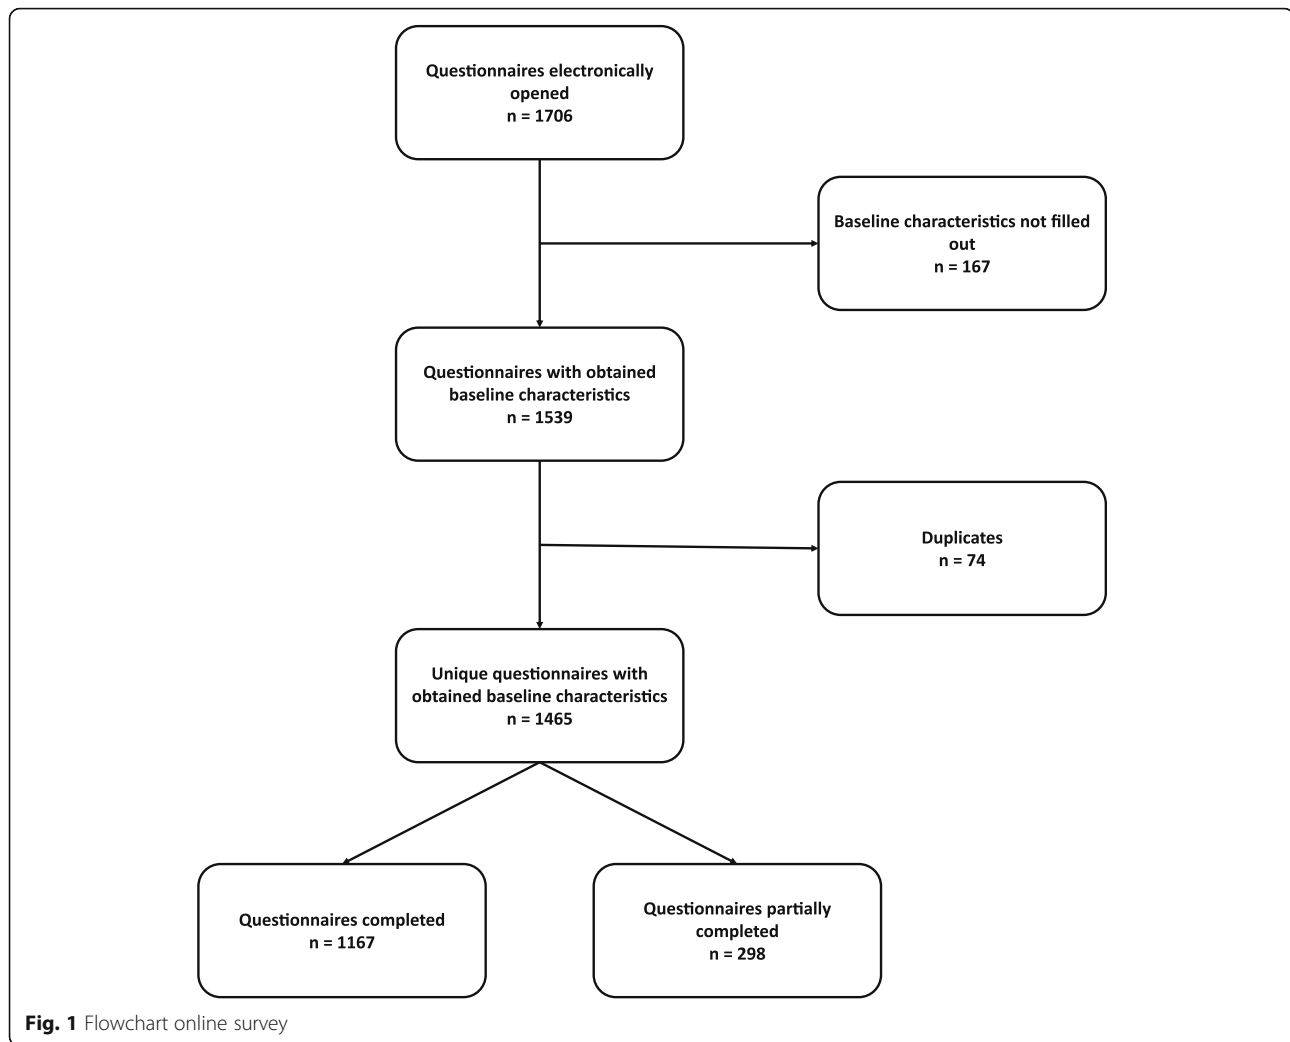 Questionnaires electronically
opened
n = 1706
Baseline characteristics not filled
out
n = 167
Questionnaires with obtained
baseline characteristics
n = 1539
Duplicates
n = 74
Unique questionnaires with
obtained baseline characteristics
n = 1465
Questionnaires completed
n = 1167
Questionnaires partially
completed
n = 298
Fig. 1 Flowchart online survey